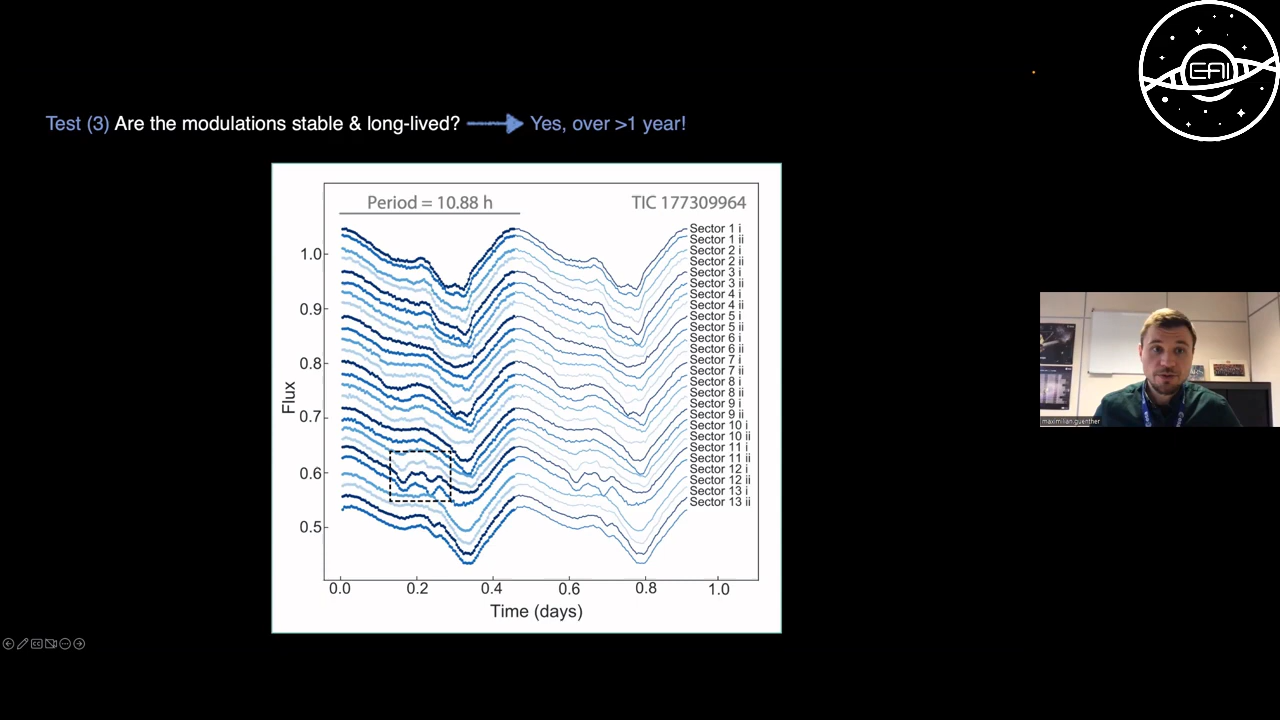 EAI
Test (3) Are the modulations stable & long-lived? Yes, over >1 year!
Period = 10.88 h
TIC 177309964
Sector 1 i
Sector 1 ii
Sector 2 i
Sector 2 ii
Sector 3 i
Sector 3 ii
Sector 4 i
Sector 4 ii
Sector 5 i
Sector 5 ii
Sector 6 i
Sector 6 ii
Sector 7 i
Sector 7 ii
Sector 8 i
Sector 8 ii
Sector 9 i
Sector 9 ii
Sector 10 i
Sector 10 ii
Sector 11 i
Sector 11 ii
Sector 12 i
Sector 12 ii
Sector 13 i
Sector 13 ii
1.0
0.9
0.8
0.7
0.6
0.5
Flux
0.0 0.2 0.4 0.6 0.8 1.0
Time (days)
maximilian.guenther